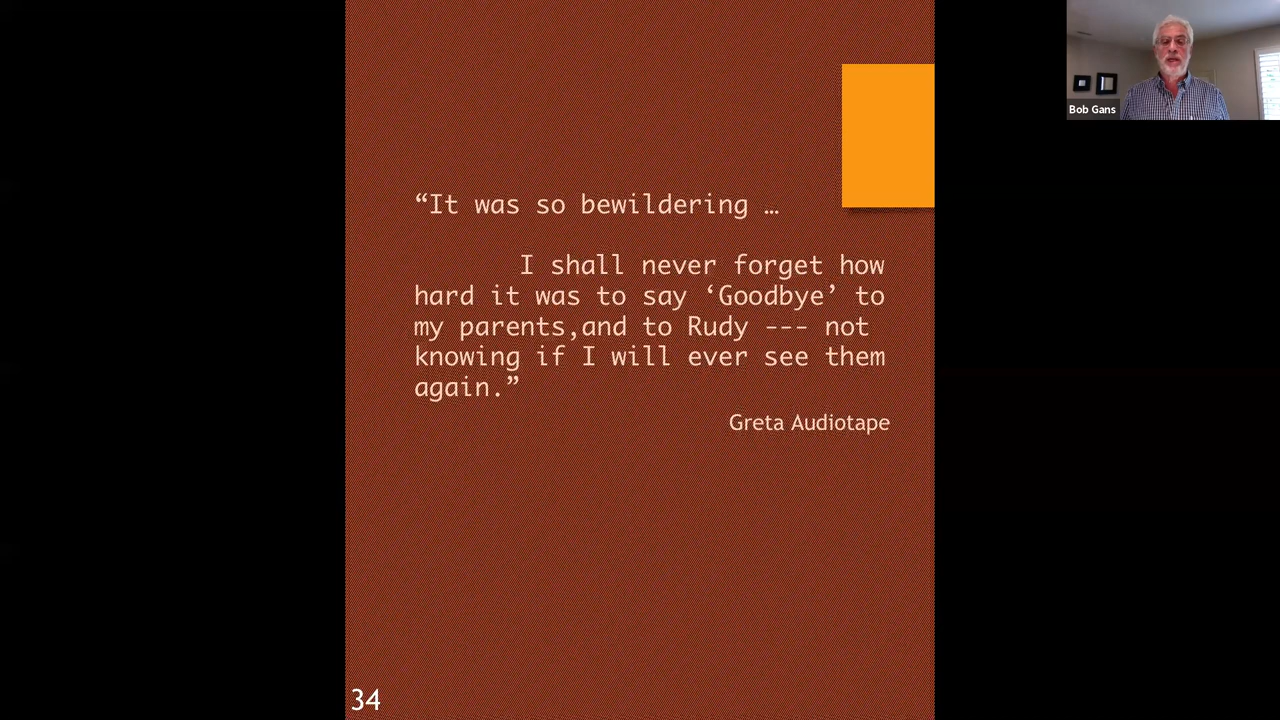 “It was so bewildering …
I shall never forget how
hard it was to say ‘Goodbye’ to
my parents,and to Rudy --- not
knowing if I will ever see them
again.”
Greta Audiotape
34
Bob Gans